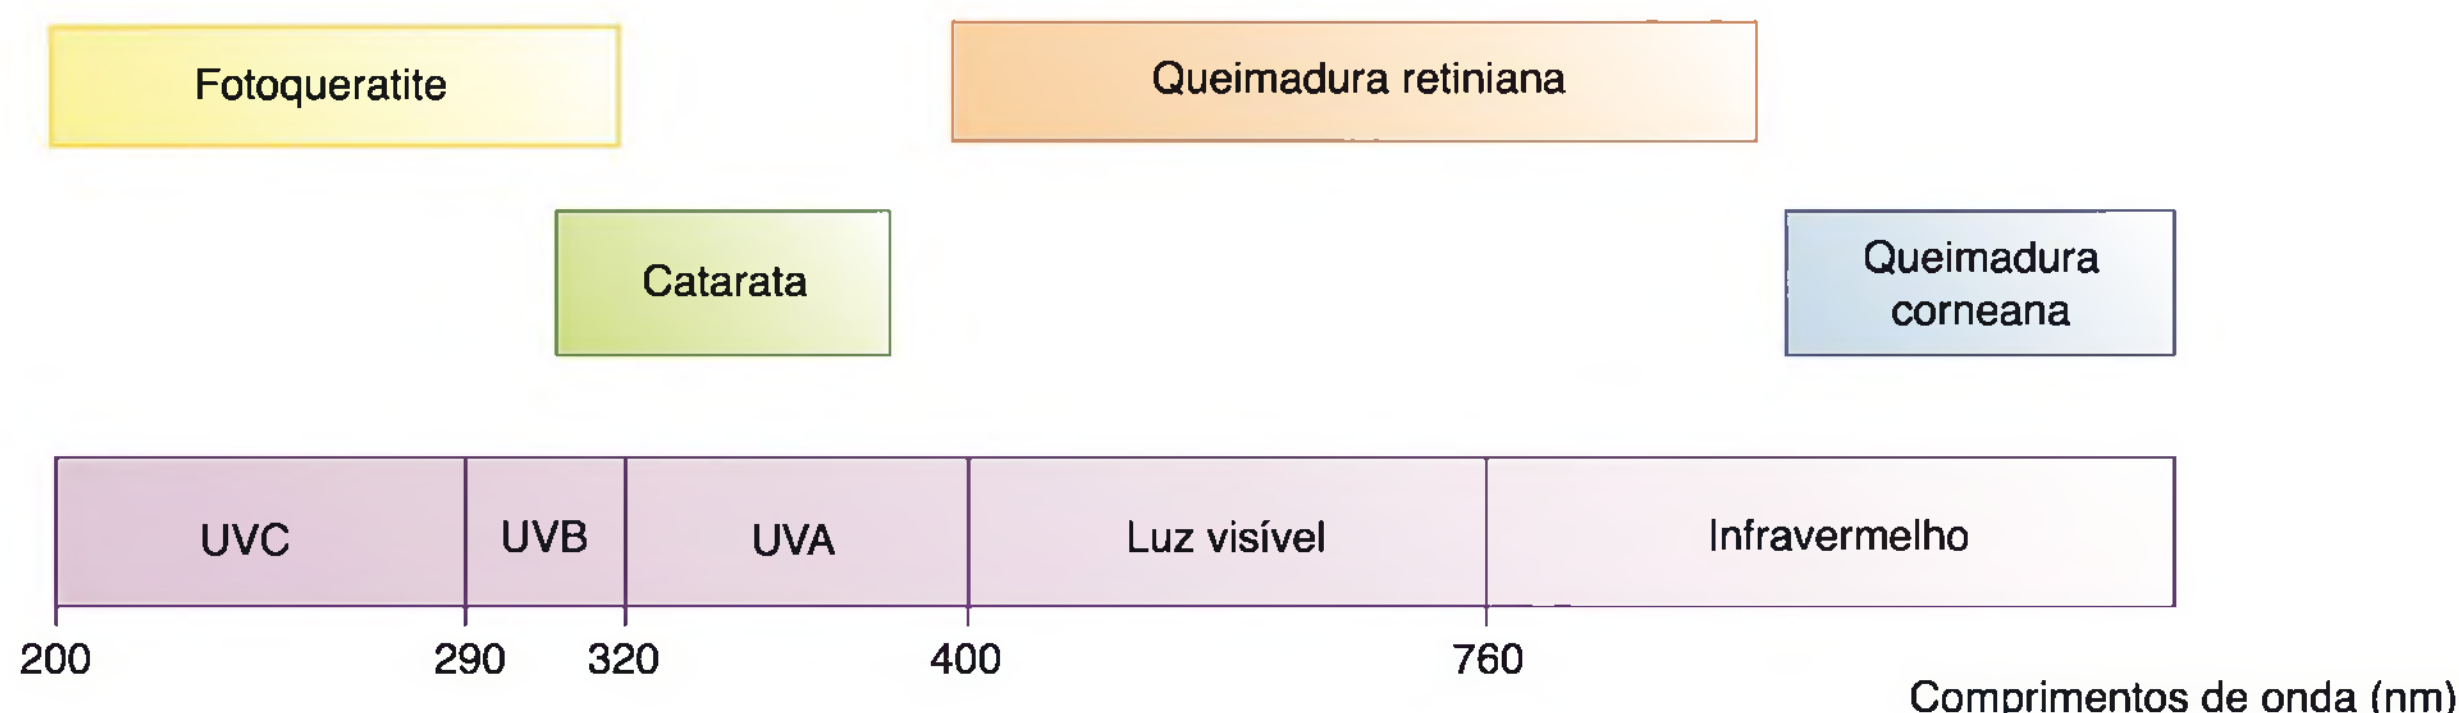 Fotoqueratite
Queimadura retiniana
Catarata
Queimadura
corneana
UVC
UVB
UVA
Luz visível
Infravermelho
200
290
320
400
760
Comprimentos de onda (nm)